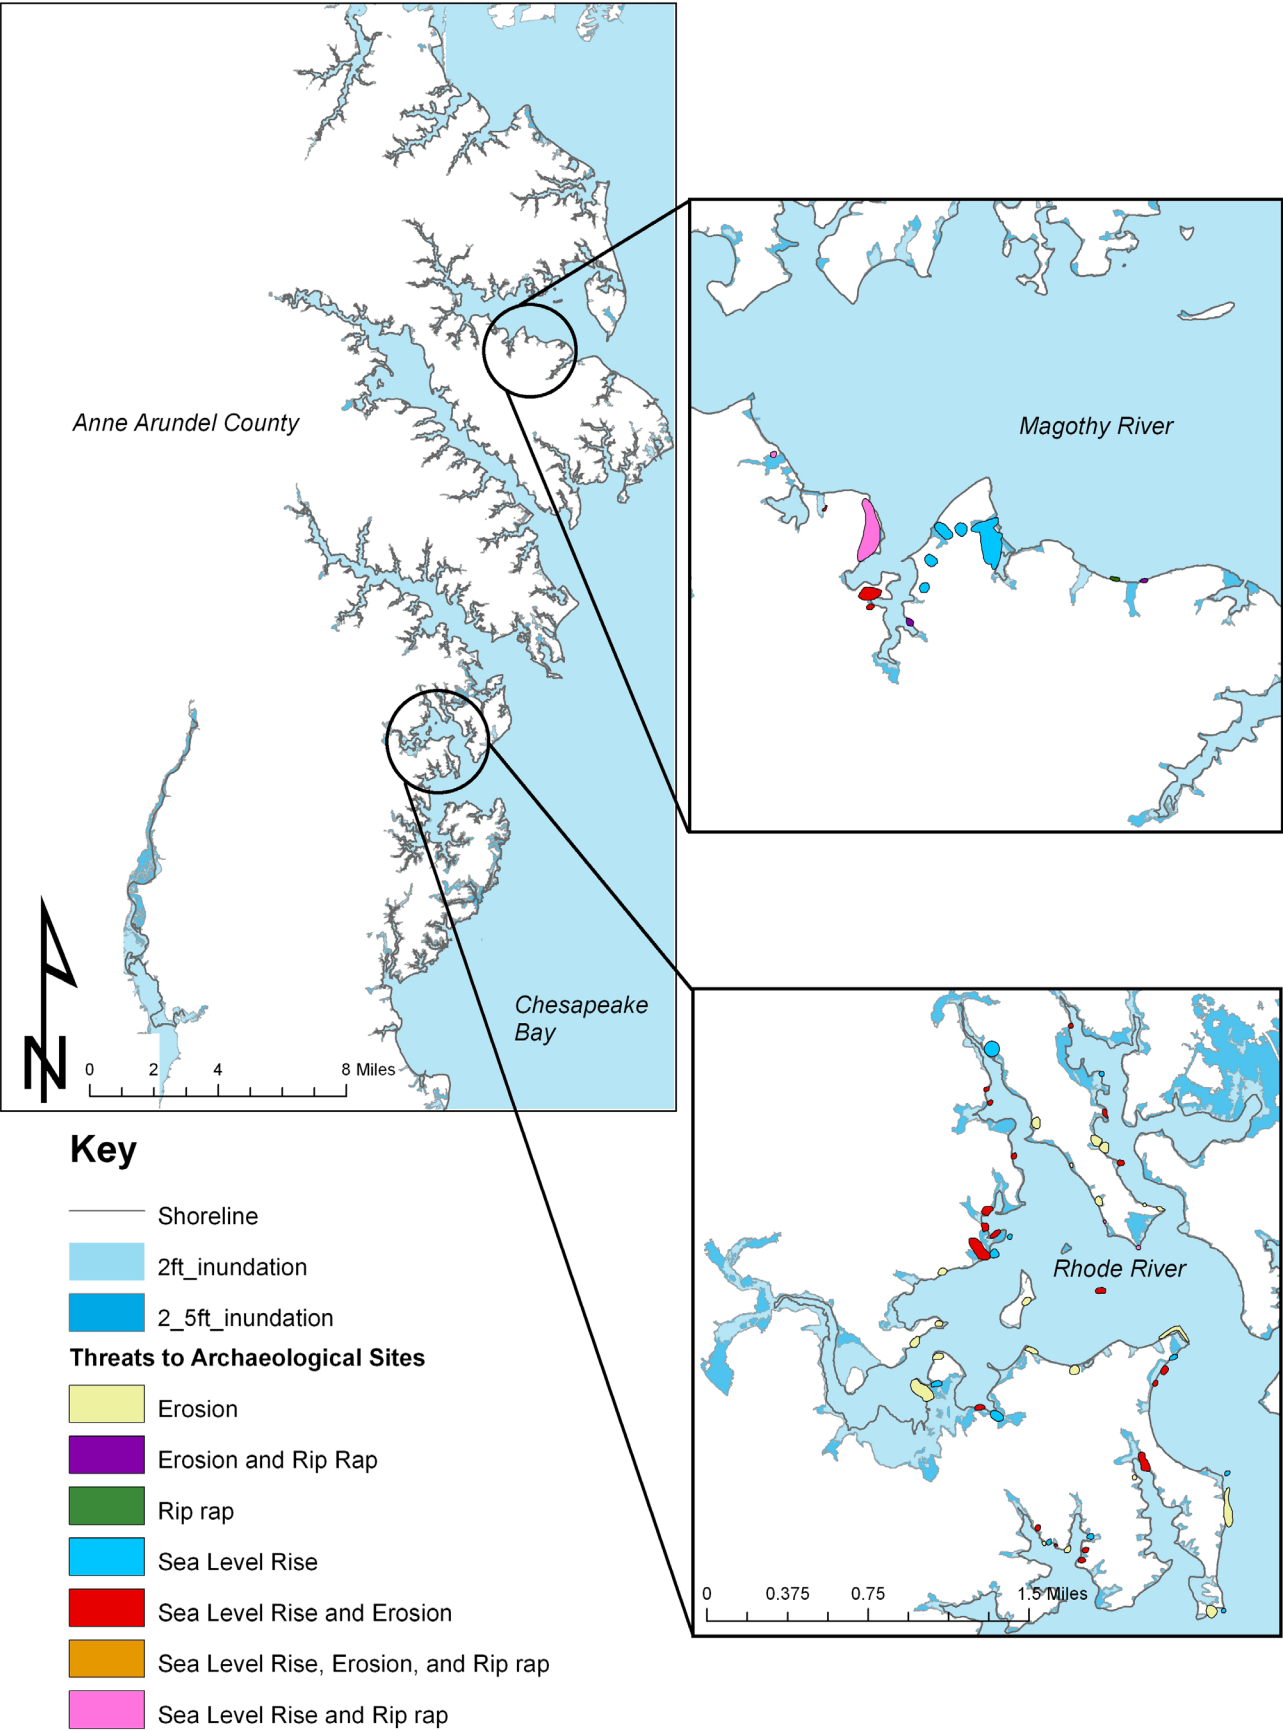 Anne Arundel County
Magothy River
Chesapeake
Bay
N
0 2 4 8 Miles
Rhode River
0 0.375 0.75 1.5 Miles
Key
Shoreline
2ft_inundation
2_5ft_inundation
Threats to Archaeological Sites
Erosion
Erosion and Rip Rap
Rip rap
Sea Level Rise
Sea Level Rise and Erosion
Sea Level Rise, Erosion, and Rip rap
Sea Level Rise and Rip rap